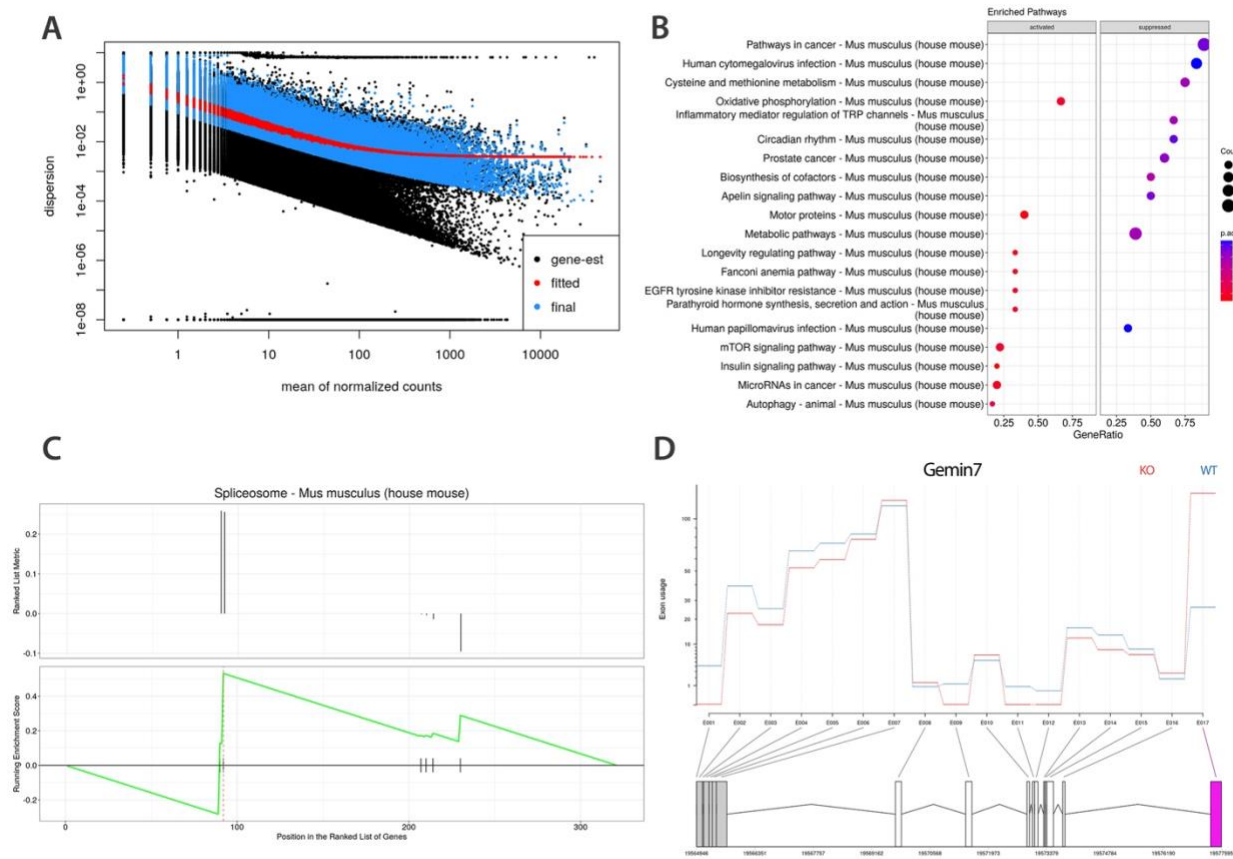 A
1e+00
1e-02
1e-04
1e-06
1e-08
dispersion
gene-est
fitted
final
1
10
100
1000
10000
mean of normalized counts
B
Enriched Pathways
activated
suppressed
Pathways in cancer - Mus musculus (house mouse)
Human cytomegalovirus infection - Mus musculus (house mouse)
Cysteine and methionine metabolism - Mus musculus (house mouse)
Oxidative phosphorylation - Mus musculus (house mouse)
Inflammatory mediator regulation of TRP channels - Mus musculus
(house mouse)
Circadian rhythm - Mus musculus (house mouse)
Prostate cancer - Mus musculus (house mouse)
Biosynthesis of cofactors - Mus musculus (house mouse)
Apelin signaling pathway - Mus musculus (house mouse)
Motor proteins - Mus musculus (house mouse)
Metabolic pathways - Mus musculus (house mouse)
Longevity regulating pathway - Mus musculus (house mouse)
Fanconi anemia pathway - Mus musculus (house mouse)
EGFR tyrosine kinase inhibitor resistance - Mus musculus (house mouse)
Parathyroid hormone synthesis, secretion and action - Mus musculus
(house mouse)
Human papillomavirus infection - Mus musculus (house mouse)
mTOR signaling pathway - Mus musculus (house mouse)
Insulin signaling pathway - Mus musculus (house mouse)
MicroRNAs in cancer - Mus musculus (house mouse)
Autophagy - animal - Mus musculus (house mouse)
0.25 0.50 0.75 0.25 0.50 0.75
GeneRatio
Cou
p.ad
C
Spliceosome - Mus musculus (house mouse)
Ranked List Metric
0.2
0.1
0.0
-0.1
Running Enrichment Score
0.4
0.2
0.0
-0.2
0 100 200 300
Position in the Ranked List of Genes
D
Gemin7
KO
WT
Exon usage
100
50
30
20
10
1
E001 E002 E003 E004 E005 E006 E007 E008 E009 E010 E011 E012 E013 E014 E015 E016 E017